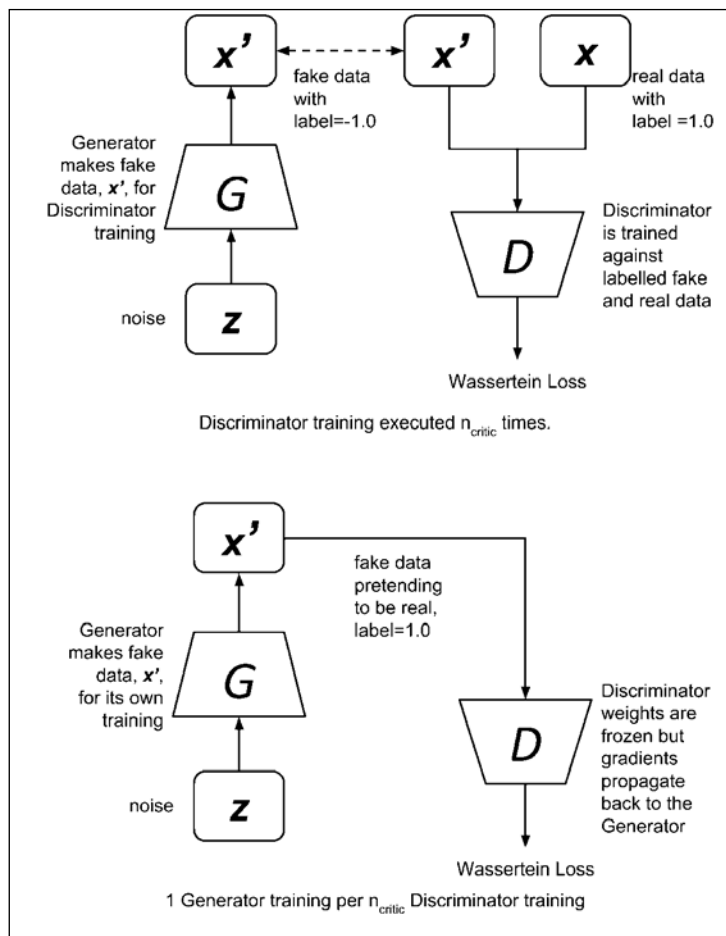 x’
x’
x
fake data
with
label=-1.0
real data
with
label =1.0
Generator
makes fake
data, x’, for
Discriminator
training
G
D
Discriminator
is trained
against
labelled fake
and real data
noise
z
Wassertein Loss
Discriminator training executed ncritic times.
x’
fake data
pretending
to be real,
label=1.0
Generator
makes fake
data, x’,
for its own
training
G
D
Discriminator
weights are
frozen but
gradients
propagate
back to the
Generator
noise
z
Wassertein Loss
1 Generator training per ncritic Discriminator training